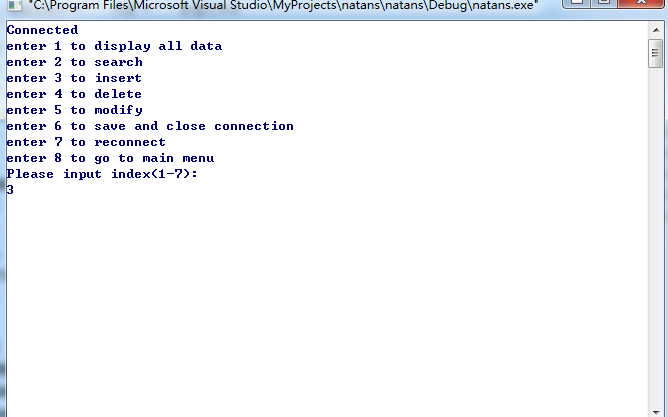 "C:\Program Files\Microsoft Visual Studio\MyProjects\natans\natans\Debug\natans.exe"
Connected
enter 1 to display all data
enter 2 to search
enter 3 to insert
enter 4 to delete
enter 5 to modify
enter 6 to save and close connection
enter 7 to reconnect
enter 8 to go to main menu
Please input index(1-7):
3